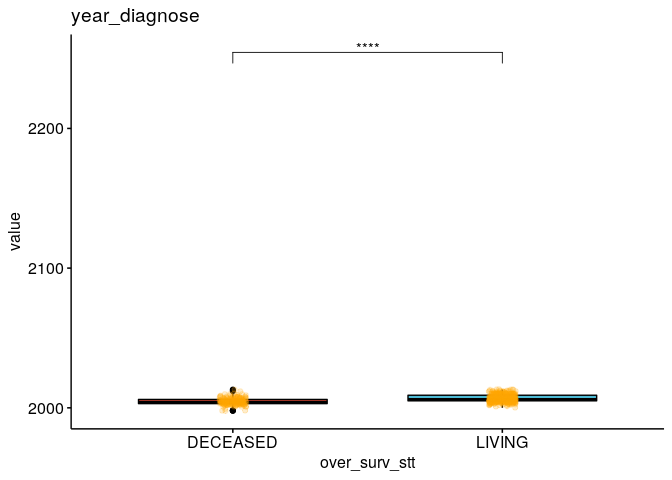 year_diagnose
****
2200
2100
2000
value
DECEASED LIVING
over_surv_stt